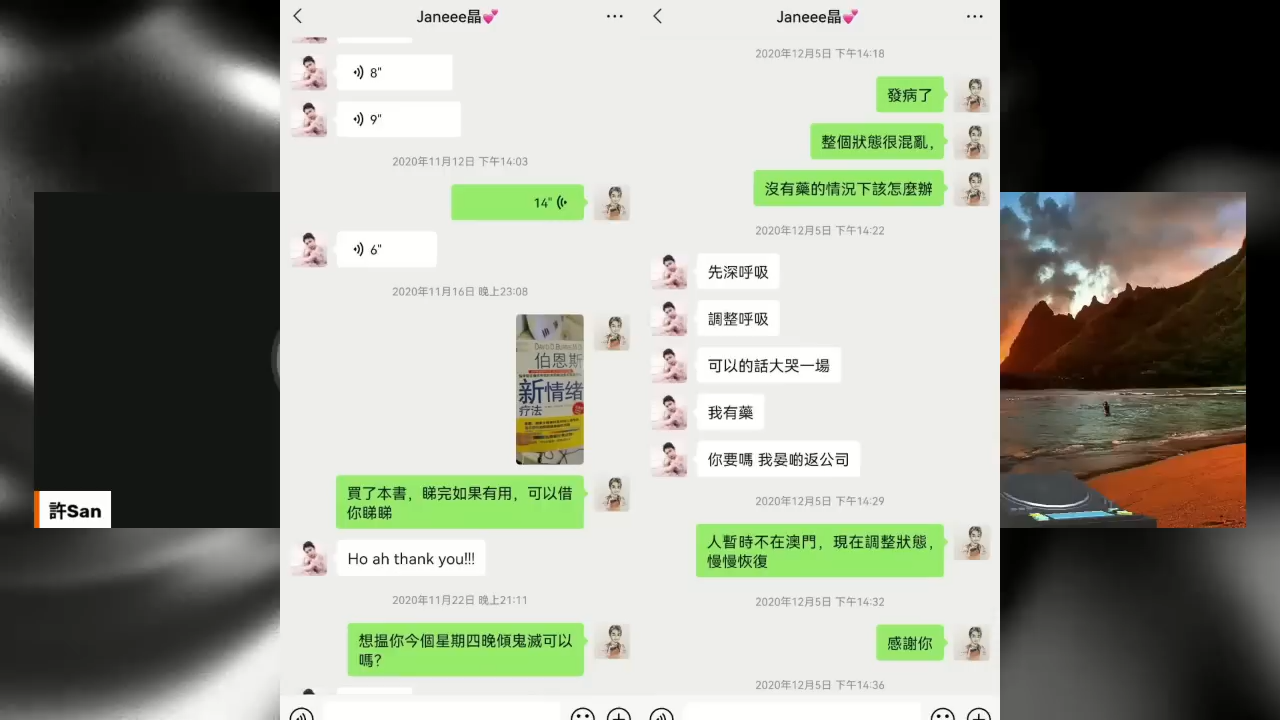 Janeee晶💕
8"
9"
2020年11月12日 下午14:03
14"
6"
2020年11月16日 晚上23:08
伯恩斯
新情绪
疗法
買了本書，睇完如果有用，可以借
你睇睇
Ho ah thank you!!!
2020年11月22日 晚上21:11
想搵你今個星期四晚傾鬼滅可以
嗎？
Janeee晶💕
2020年12月5日 下午14:18
發病了
整個狀態很混亂，
沒有藥的情況下該怎麼辦
2020年12月5日 下午14:22
先深呼吸
調整呼吸
可以的話大哭一場
我有藥
你要嗎 我晏啲返公司
2020年12月5日 下午14:29
人暫時不在澳門，現在調整狀態，
慢慢恢復
2020年12月5日 下午14:32
感謝你
2020年12月5日 下午14:36
許San